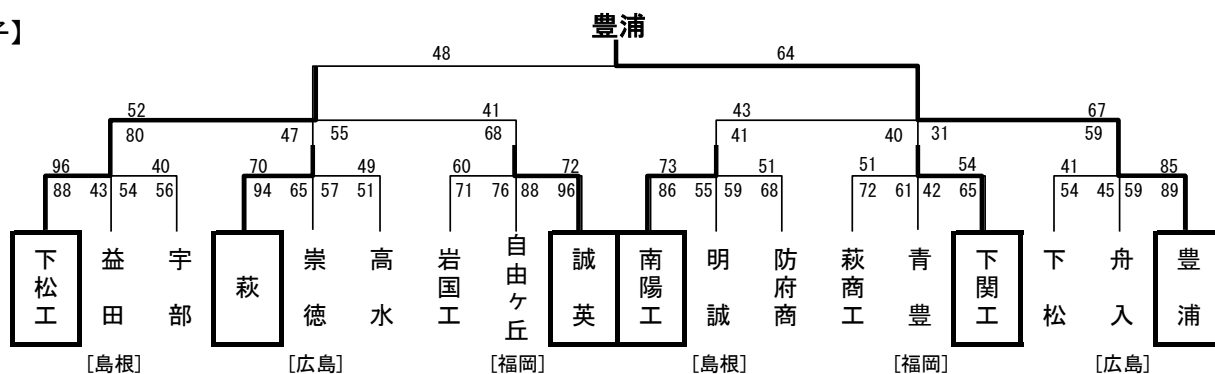 子】
豊浦
48 64
52 41 43 67
80 47 55 68 41 40 31 59
96 40 70 49 60 72 73 51 51 54 41 85
88 43 54 56 94 65 57 51 71 76 88 96 86 55 59 68 72 61 42 65 54 45 59 89
下松工 益田 宇部 萩 崇徳 高水 岩国工 自由ヶ丘 誠英 南陽工 明誠 防府商 萩商工 青豊 下関工 下松 舟入 豊浦
[島根] [広島] [福岡] [島根] [福岡] [広島]